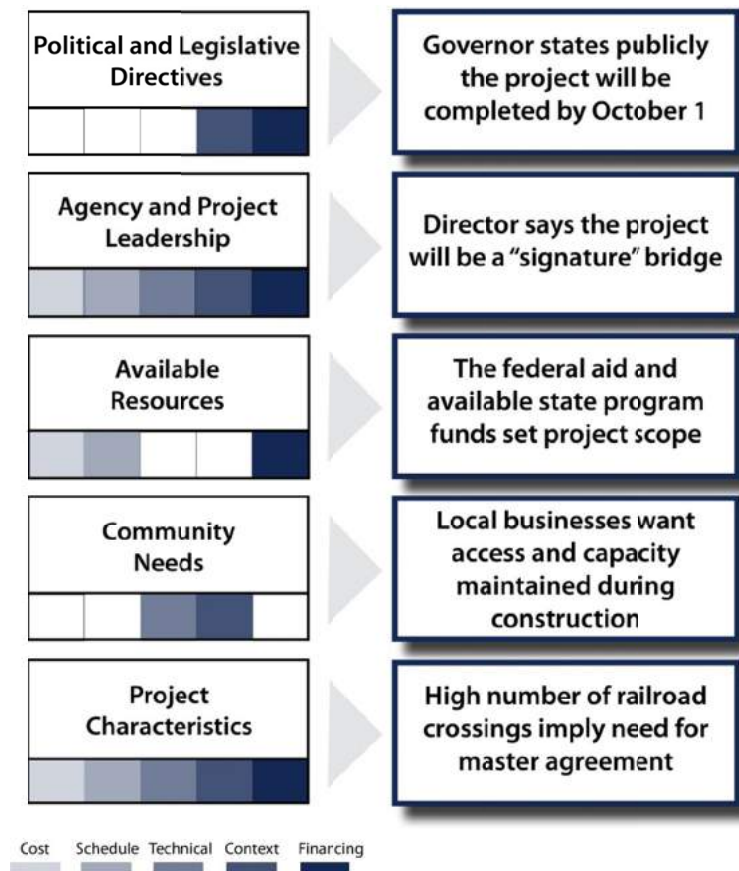 Political and Legislative
Directives
Governor states publicly
the project will be
completed by October 1
Agency and Project
Leadership
Director says the project
will be a “signature” bridge
Available
Resources
The federal aid and
available state program
funds set project scope
Community
Needs
Local businesses want
access and capacity
maintained during
construction
Project
Characteristics
High number of railroad
crossings imply need for
master agreement
Cost Schedule Technical Context Financing